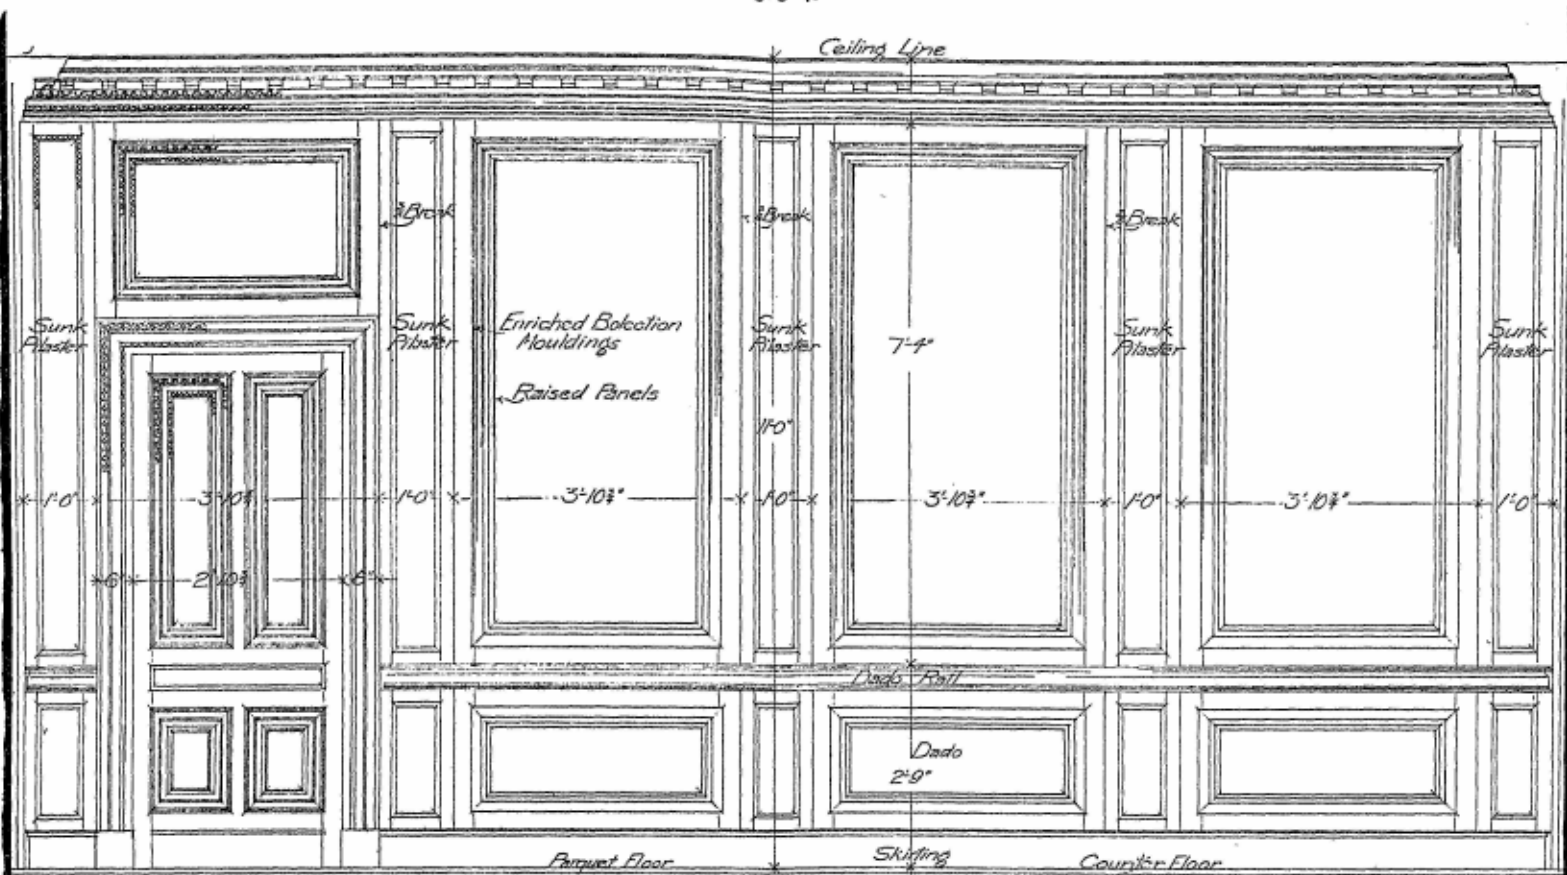 Ceiling Line
¾ Break
¾ Break
¾ Break
Sunk
Pilaster
Sunk
Pilaster
Enriched Bolection
Mouldings
Sunk
Pilaster
7'-4"
Sunk
Pilaster
Sunk
Pilaster
Raised Panels
11'-0"
1'-0"
3'-10¾"
1'-0"
3'-10¾"
1'-0"
3'-10¾"
1'-0"
3'-10¾"
1'-0"
6"
2'-10¾"
6"
Dado Rail
Dado
2'-9"
Parquet Floor
Skirting
Counter Floor